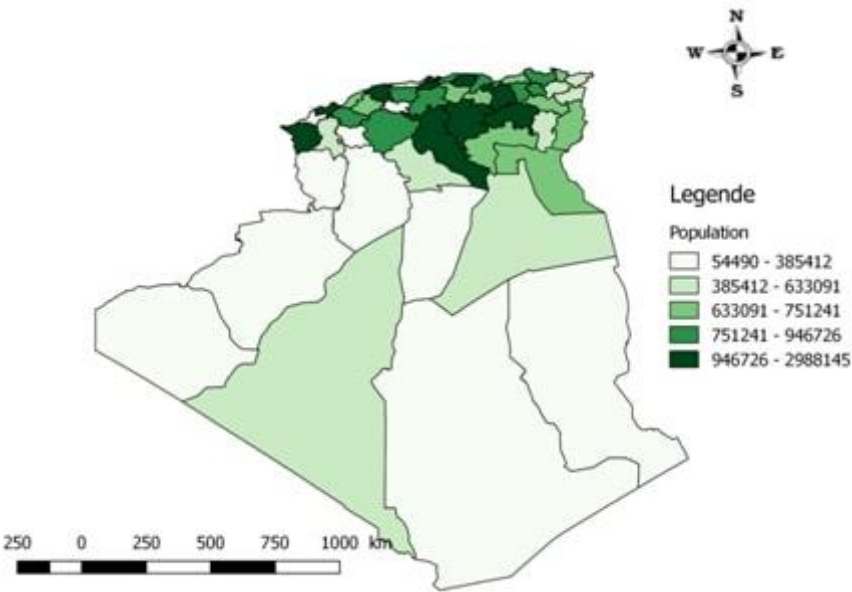 N
W E
S
Legende
Population
54490 - 385412
385412 - 633091
633091 - 751241
751241 - 946726
946726 - 2988145
250 0 250 500 750 1000 km